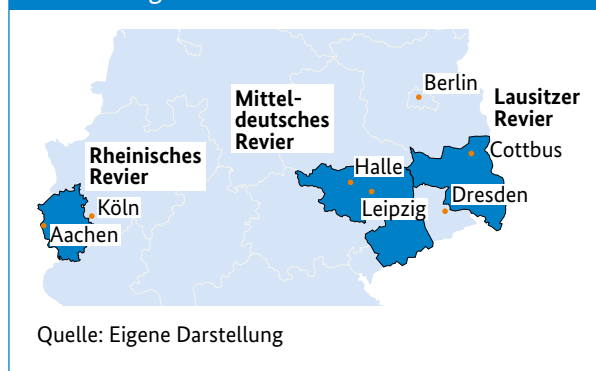 Berlin
Mittel-
deutsches
Revier
Lausitzer
Revier
Cottbus
Rheinisches
Revier
Halle
Dresden
Leipzig
Köln
Aachen
Quelle: Eigene Darstellung